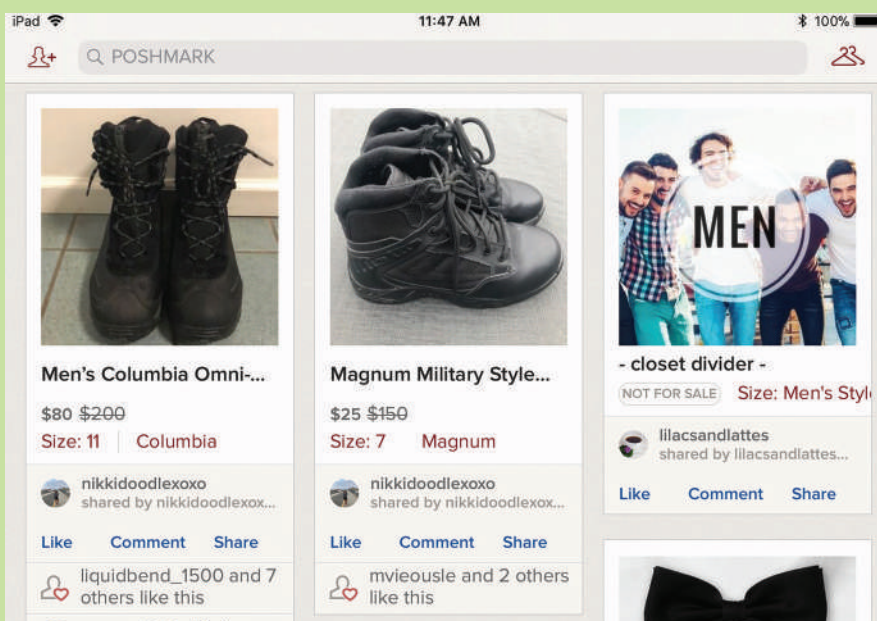 iPad
11:47 AM
100%
POSHMARK
Men's Columbia Omni-...
$80 $200
Size: 11 Columbia
nikkidoodlexoxo
shared by nikkidoodlexox...
Like Comment Share
liquidbend_1500 and 7
others like this
Magnum Military Style...
$25 $150
Size: 7 Magnum
nikkidoodlexoxo
shared by nikkidoodlexox...
Like Comment Share
mvieousle and 2 others
like this
MEN
- closet divider -
NOT FOR SALE Size: Men's Styl
lilacsandlattes
shared by lilacsandlattes...
Like Comment Share